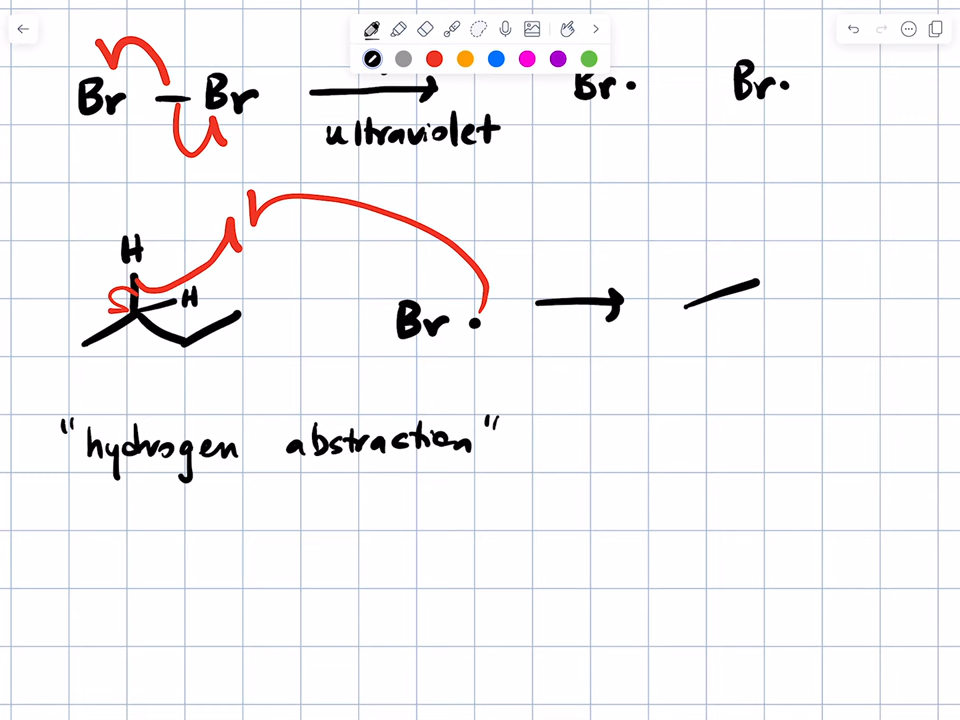 Br — Br → Br· Br·
ultraviolet
H
H
Br · →
"hydrogen abstraction"